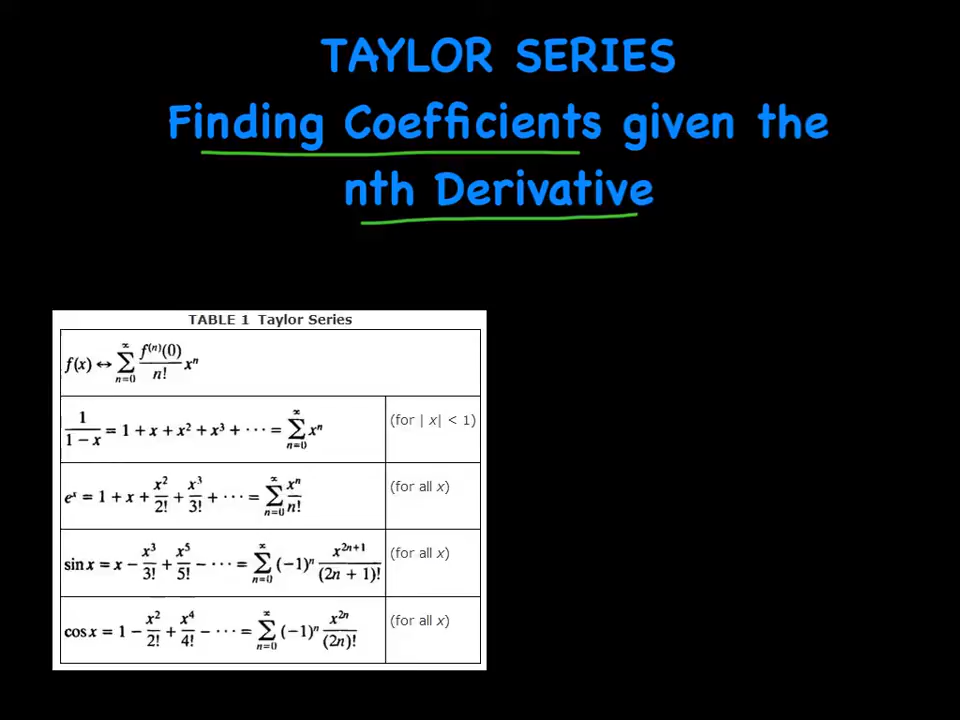 TAYLOR SERIES
Finding Coefficients given the
nth Derivative
TABLE 1 Taylor Series
f(x) ↔ ∑_{n=0}^{∞} f^{(n)}(0)/n! x^n
1/(1 − x) = 1 + x + x² + x³ + ··· = ∑_{n=0}^{∞} x^n (for | x| < 1)
e^x = 1 + x + x²/2! + x³/3! + ··· = ∑_{n=0}^{∞} x^n/n! (for all x)
sin x = x − x³/3! + x⁵/5! − ··· = ∑_{n=0}^{∞} (−1)^n x^{2n+1}/(2n + 1)! (for all x)
cos x = 1 − x²/2! + x⁴/4! − ··· = ∑_{n=0}^{∞} (−1)^n x^{2n}/(2n)! (for all x)